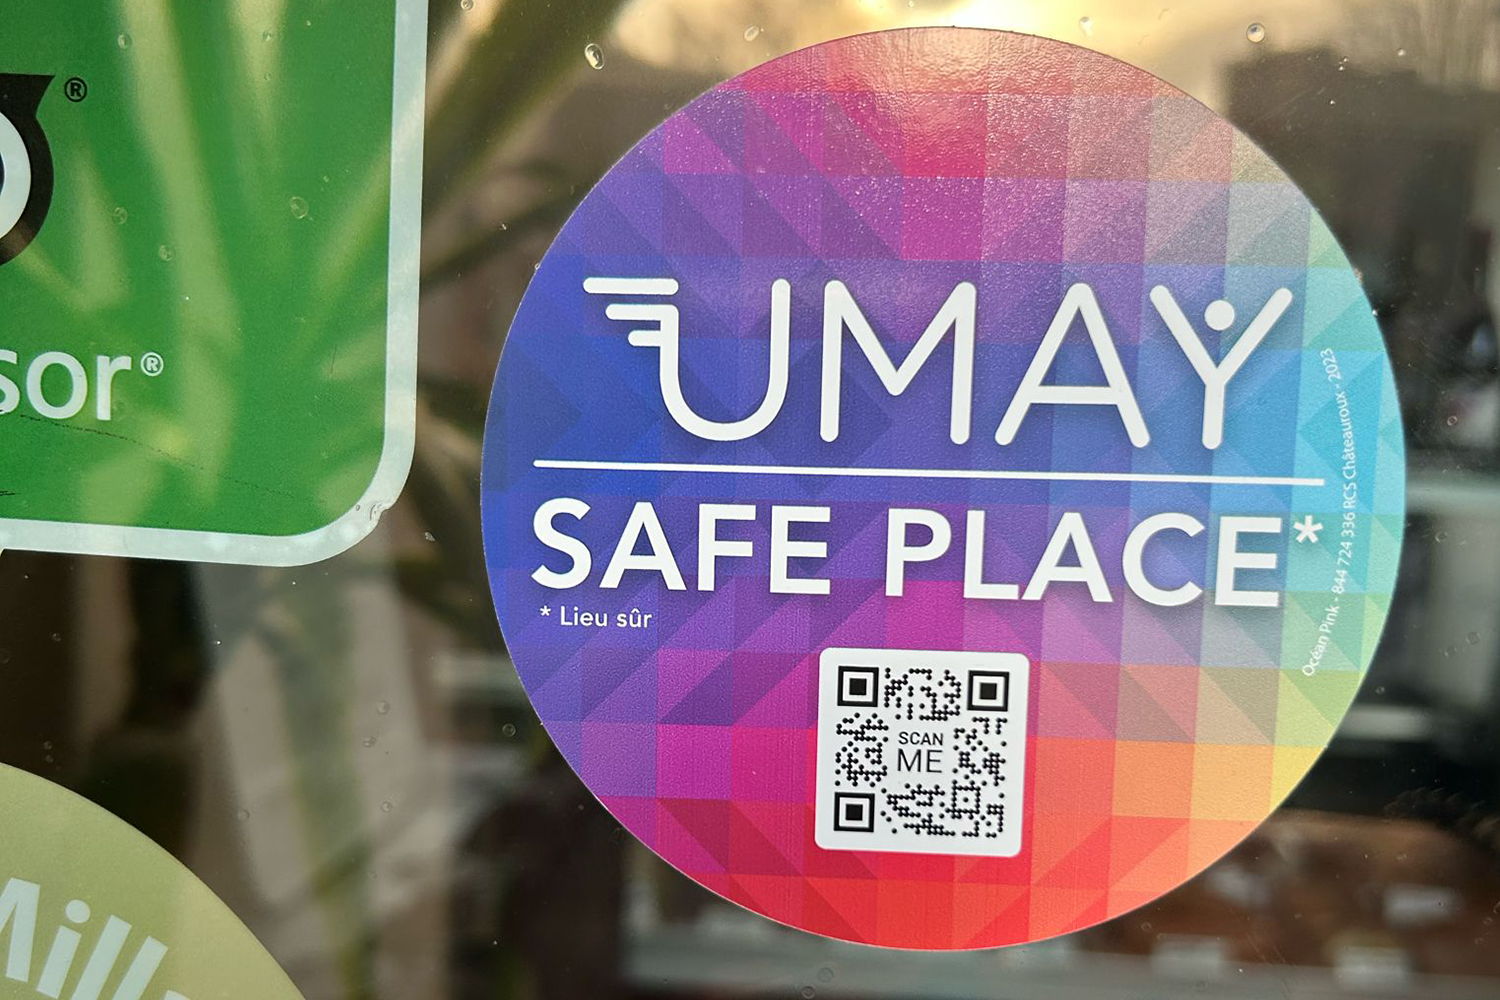 ®
sor®
Mill
UMAY
SAFE PLACE*
* Lieu sûr
SCAN
ME
Océan Pink - 844 724 336 RCS Châteauroux - 2023